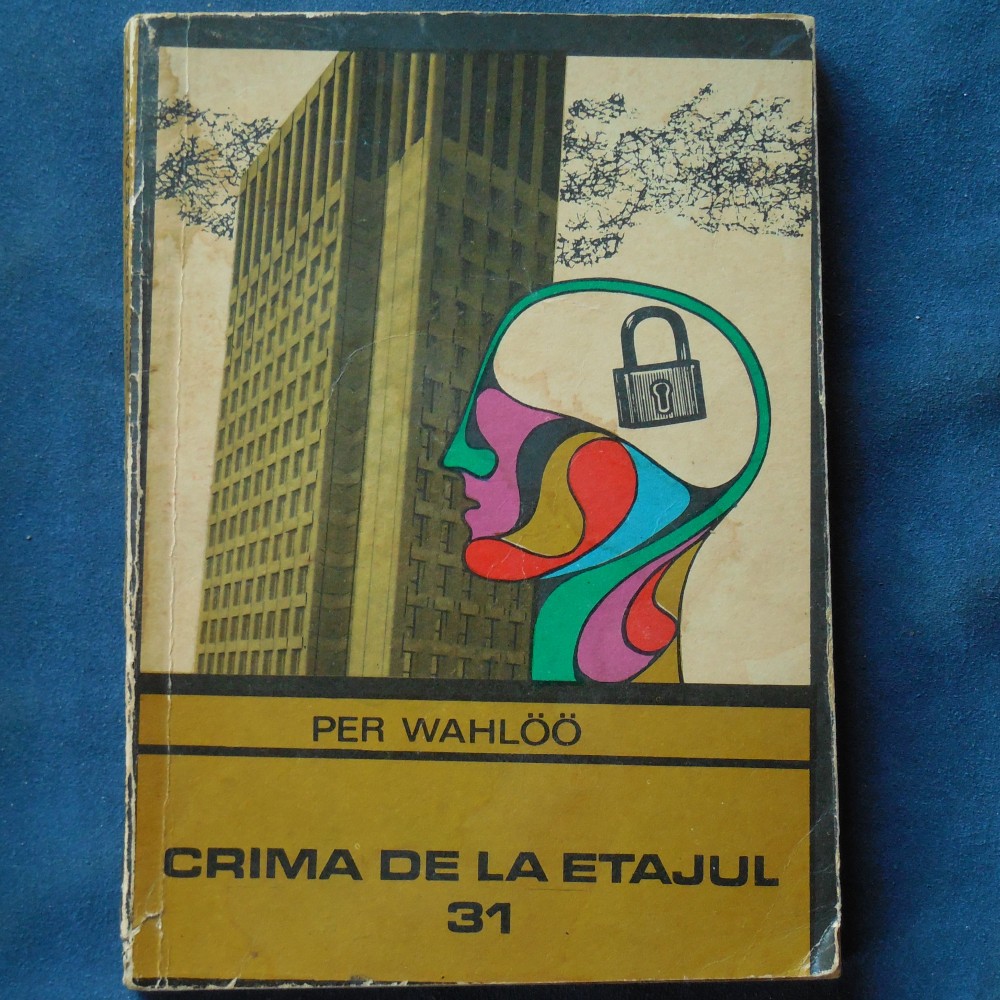 PER WAHLÖÖ
CRIMA DE LA ETAJUL
31